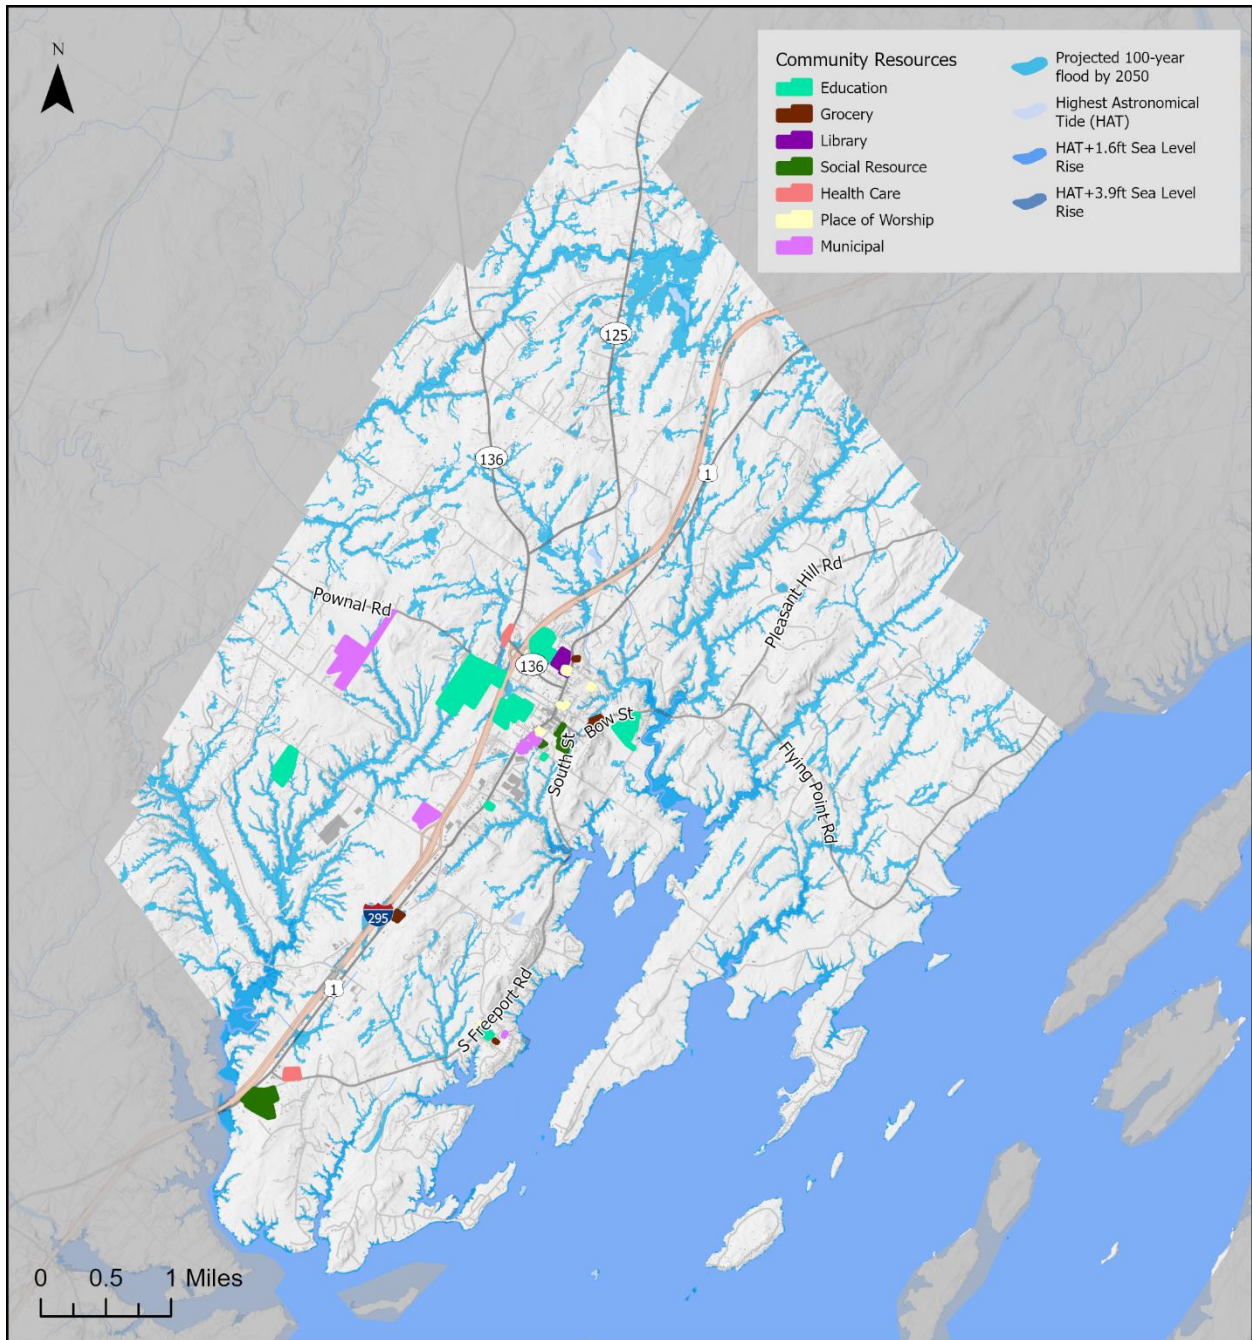 N
Community Resources
Education
Grocery
Library
Social Resource
Health Care
Place of Worship
Municipal
Projected 100-year
flood by 2050
Highest Astronomical
Tide (HAT)
HAT+1.6ft Sea Level
Rise
HAT+3.9ft Sea Level
Rise
125
136
1
Pleasant Hill Rd
Pownal Rd
136
Bow St
South St
Flying Point Rd
295
1
S Freeport Rd
0 0.5 1 Miles